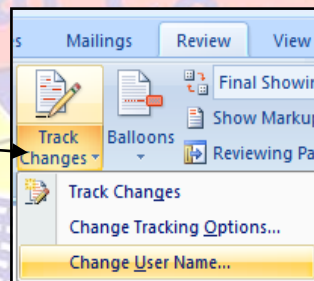 s Mailings Review View
Final Showin
Show Markup
Track Changes
Balloons
Reviewing Pa
Track Changes
Change Tracking Options...
Change User Name...